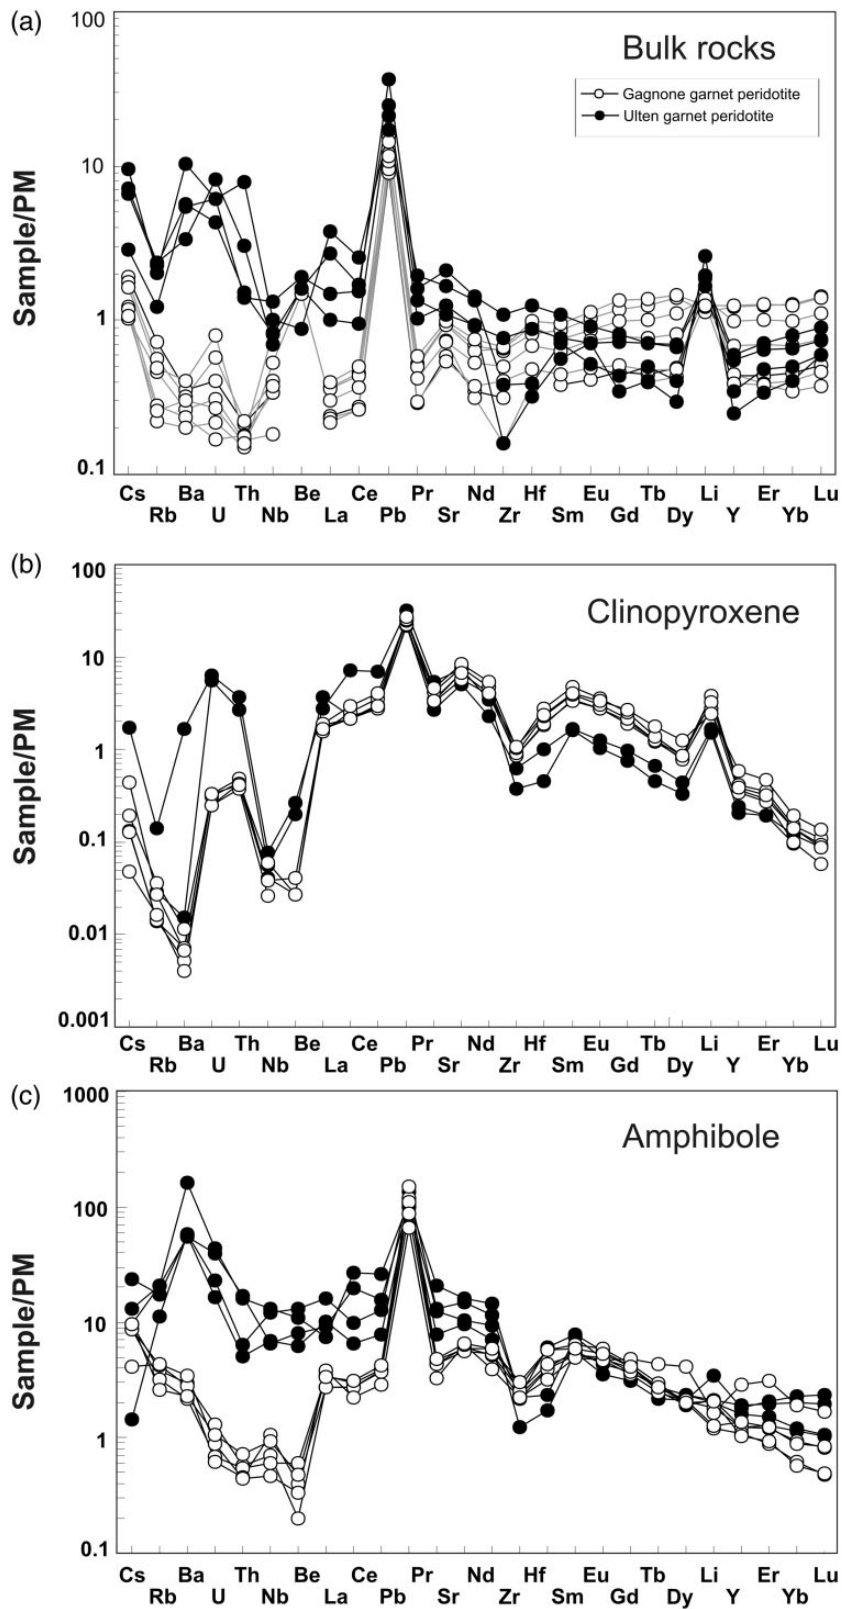 (a)
100
10
1
0.1
Sample/PM
Bulk rocks
Gagnone garnet peridotite
Ulten garnet peridotite
Cs Ba Th Be Ce Pr Nd Hf Eu Tb Li Er Lu
Rb U Nb La Pb Sr Zr Sm Gd Dy Y Yb
(b)
100
10
1
0.1
0.01
0.001
Sample/PM
Clinopyroxene
Cs Ba Th Be Ce Pr Nd Hf Eu Tb Li Er Lu
Rb U Nb La Pb Sr Zr Sm Gd Dy Y Yb
(c)
1000
100
10
1
0.1
Sample/PM
Amphibole
Cs Ba Th Be Ce Pr Nd Hf Eu Tb Li Er Lu
Rb U Nb La Pb Sr Zr Sm Gd Dy Y Yb